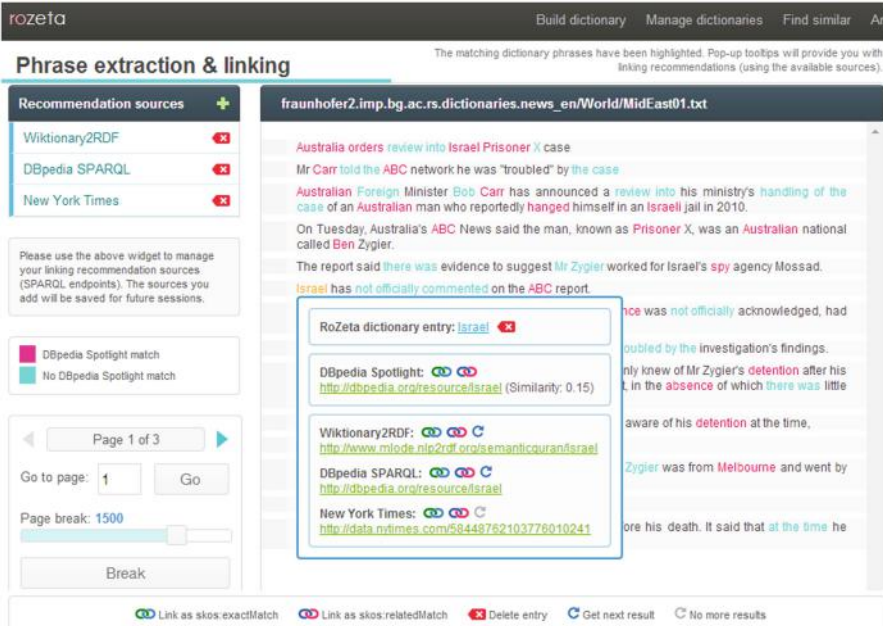 rozeta
Build dictionary Manage dictionaries Find similar
Phrase extraction & linking
The matching dictionary phrases have been highlighted. Pop-up tooltips will provide you with
linking recommendations (using the available sources).
Recommendation sources
Wiktionary2RDF
DBpedia SPARQL
New York Times
Please use the above widget to manage
your linking recommendation sources
(SPARQL endpoints). The sources you
add will be saved for future sessions.
DBpedia Spotlight match
No DBpedia Spotlight match
Page 1 of 3
Go to page: 1 Go
Page break: 1500
Break
fraunhofer2.imp.bg.ac.rs.dictionaries.news_en/World/MidEast01.txt
Australia orders review into Israel Prisoner X case
Mr Carr told the ABC network he was "troubled" by the case
Australian Foreign Minister Bob Carr has announced a review into his ministry's handling of the
case of an Australian man who reportedly hanged himself in an Israeli jail in 2010.
On Tuesday, Australia's ABC News said the man, known as Prisoner X, was an Australian national
called Ben Zygier.
The report said there was evidence to suggest Mr Zygier worked for Israel's spy agency Mossad.
Israel has not officially commented on the ABC report.
was not officially acknowledged, had
by the investigation's findings.
knew of Mr Zygier's detention after his
in the absence of which there was little
aware of his detention at the time,
Zygier was from Melbourne and went by
his death. It said that at the time he
RoZeta dictionary entry: Israel
DBpedia Spotlight:
http://dbpedia.org/resource/Israel (Similarity: 0.15)
Wiktionary2RDF:
http://www.mlode.nlp2rdf.org/semanticquran/Israel
DBpedia SPARQL:
http://dbpedia.org/resource/Israel
New York Times:
http://data.nytimes.com/58448762103776010241
Link as skos:exactMatch Link as skos:relatedMatch Delete entry Get next result No more results